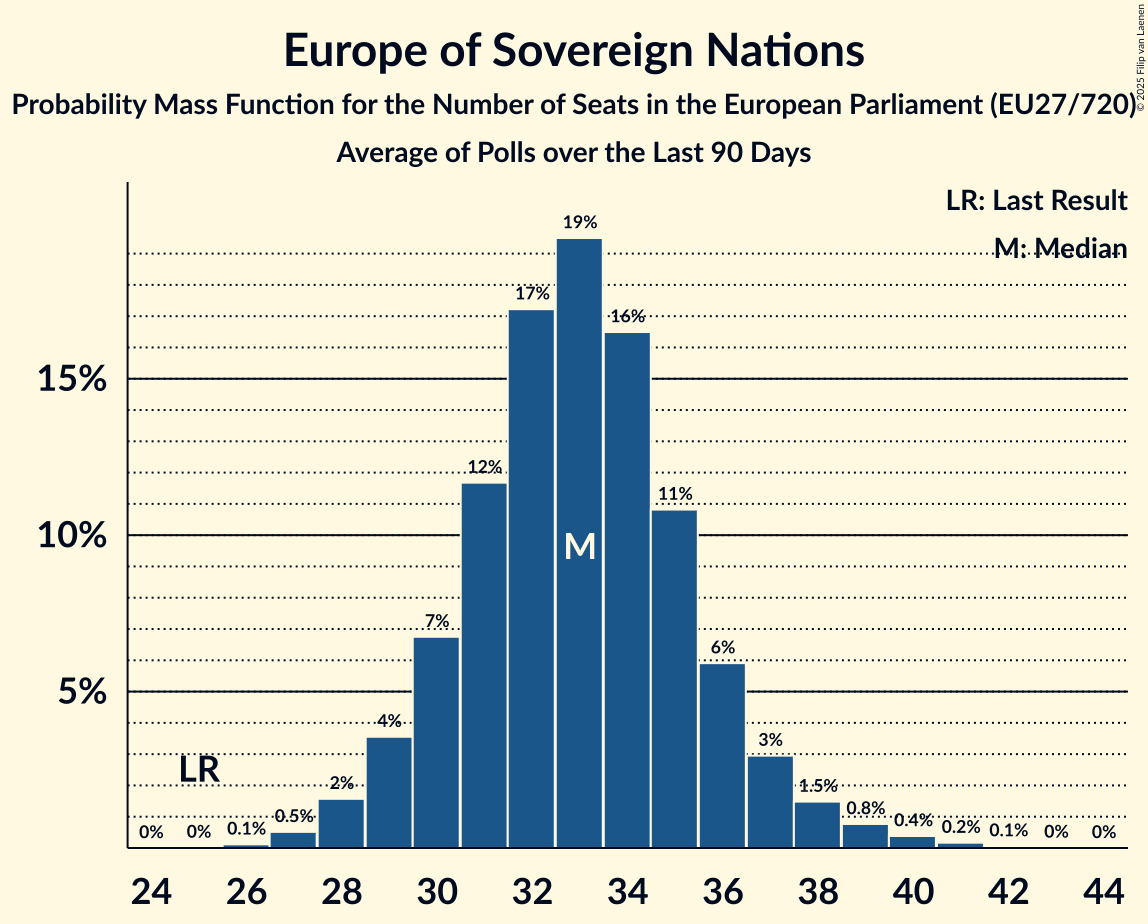 Europe of Sovereign Nations
Probability Mass Function for the Number of Seats in the European Parliament (EU27/720)
Average of Polls over the Last 90 Days
© 2025 Filip van Laenen
LR: Last Result
M: Median
15%
10%
5%
0%
0%
0.1%
0.5%
2%
4%
7%
12%
17%
19%
16%
11%
6%
3%
1.5%
0.8%
0.4%
0.2%
0.1%
0%
0%
LR
M
24 26 28 30 32 34 36 38 40 42 44